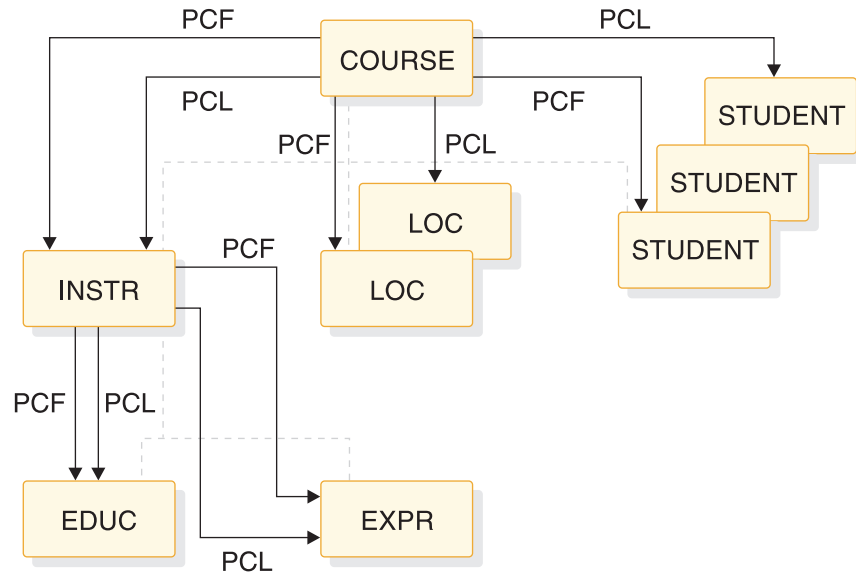 PCF
COURSE
PCL
PCL
PCF
STUDENT
PCF
PCL
STUDENT
LOC
STUDENT
PCF
INSTR
LOC
PCF
PCL
EDUC
EXPR
PCL